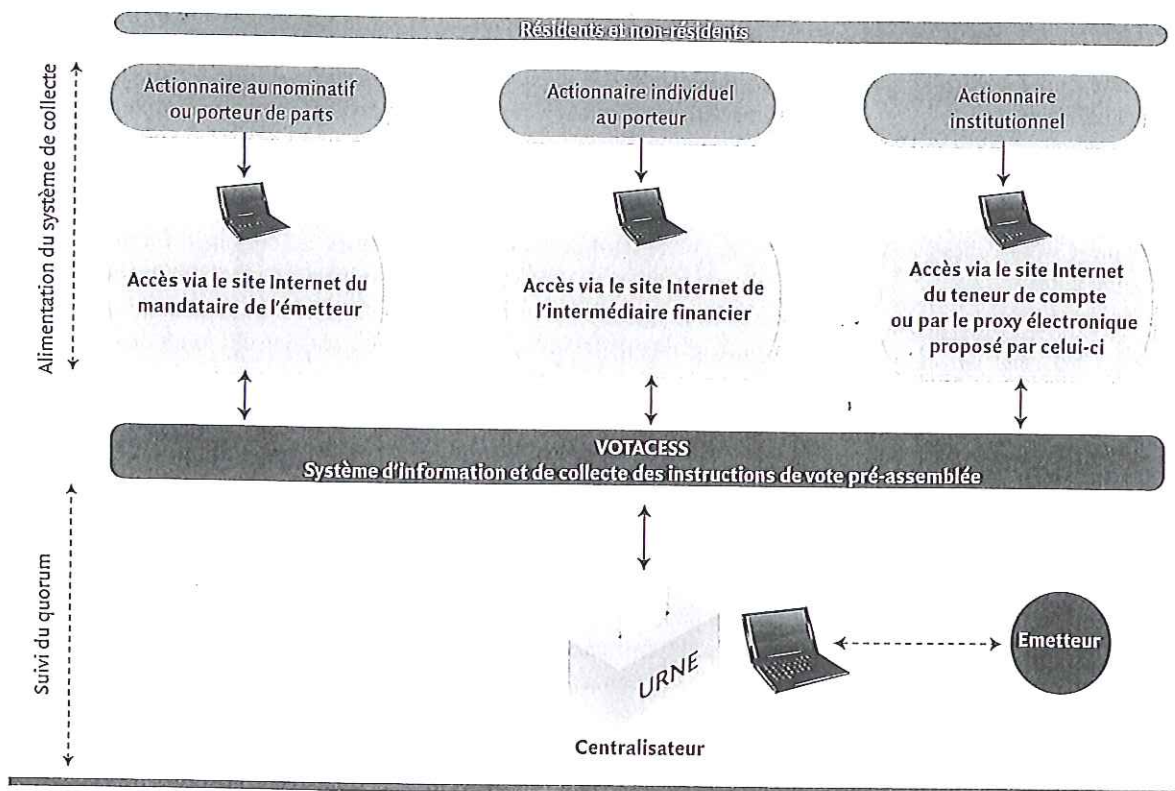 Résidents et non-résidents
Alimentation du système de collecte
Actionnaire au nominatif
ou porteur de parts
Actionnaire individuel
au porteur
Actionnaire
institutionnel
Accès via le site Internet du
mandataire de l'émetteur
Accès via le site Internet de
l'intermédiaire financier
Accès via le site Internet
du teneur de compte
ou par le proxy électronique
proposé par celui-ci
VOTACESS
Système d'information et de collecte des instructions de vote pré-assemblée
Suivi du quorum
URNE
Emetteur
Centralisateur